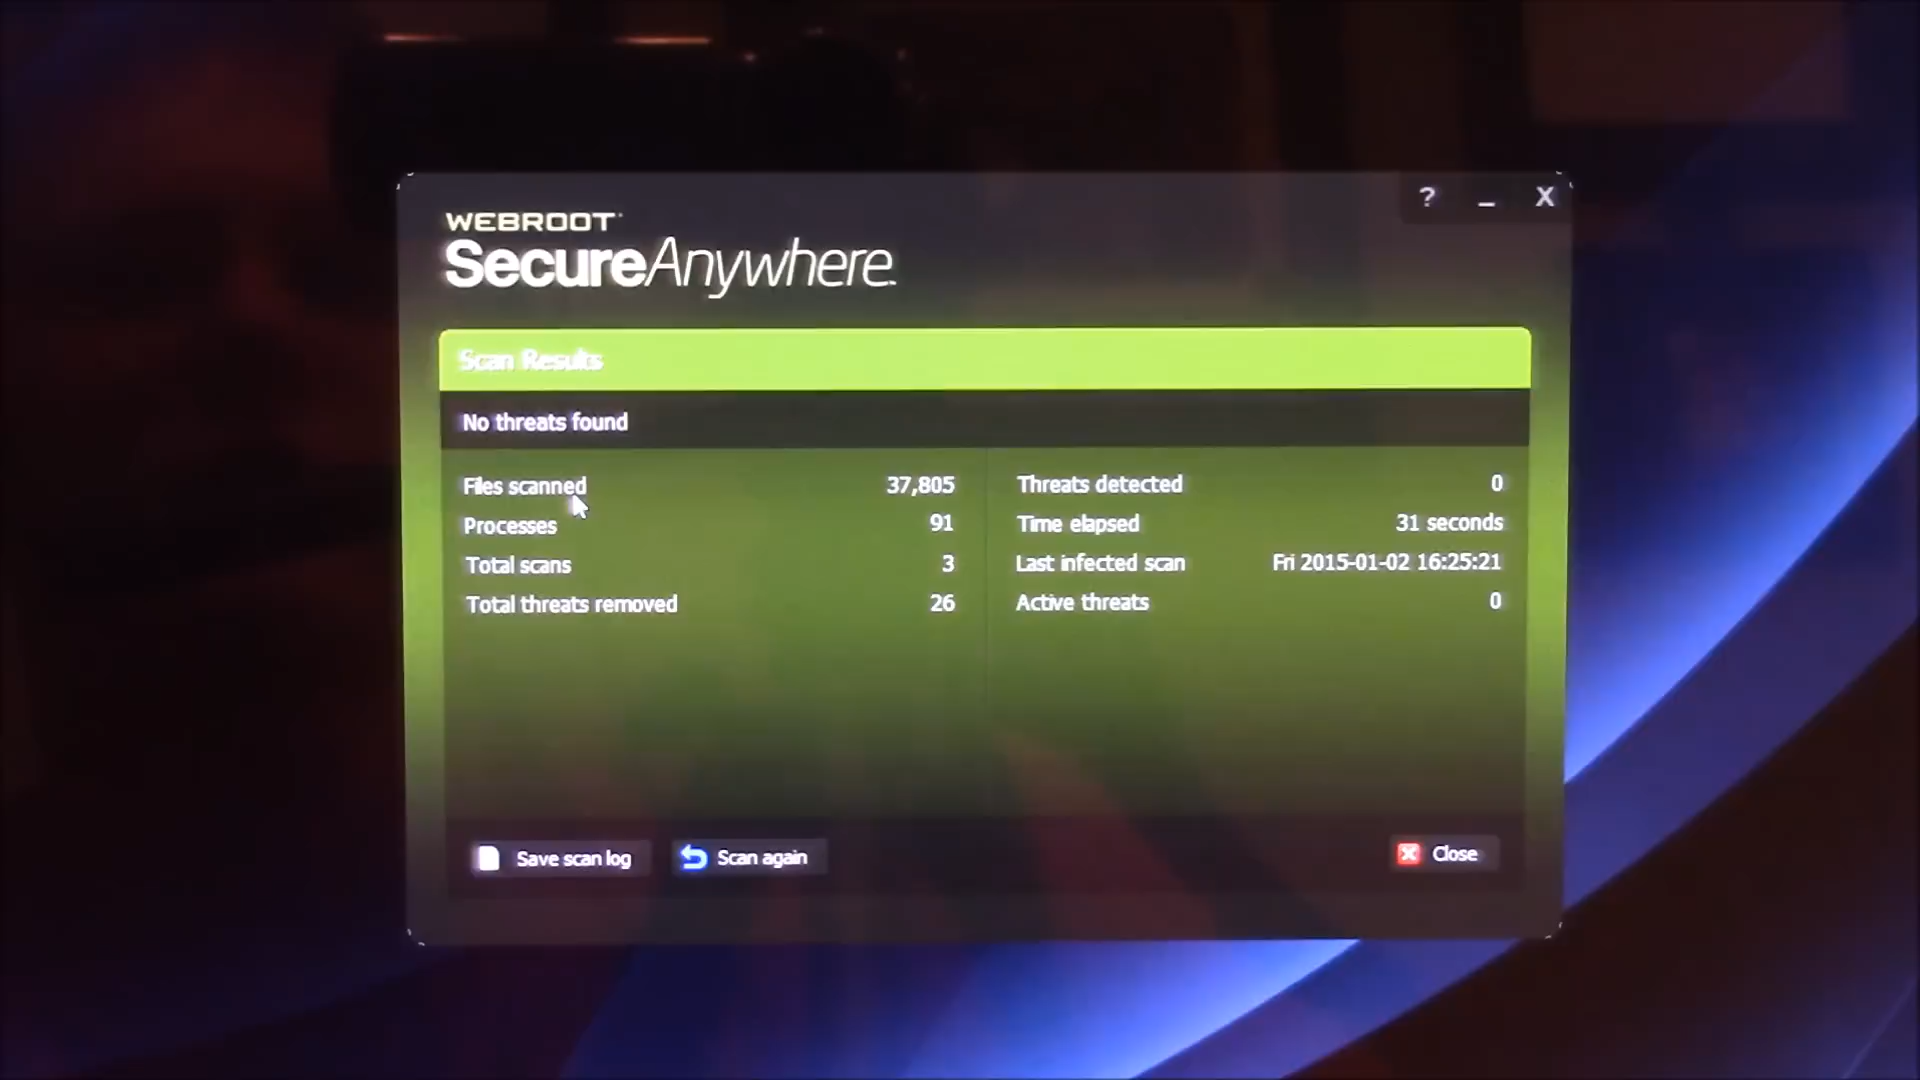 ? _ X
WEBROOT
SecureAnywhere
Scan Results
No threats found
Files scanned 37,805
Processes 91
Total scans 3
Total threats removed 26
Threats detected 0
Time elapsed 31 seconds
Last infected scan Fri 2015-01-02 16:25:21
Active threats 0
Save scan log
Scan again
Close